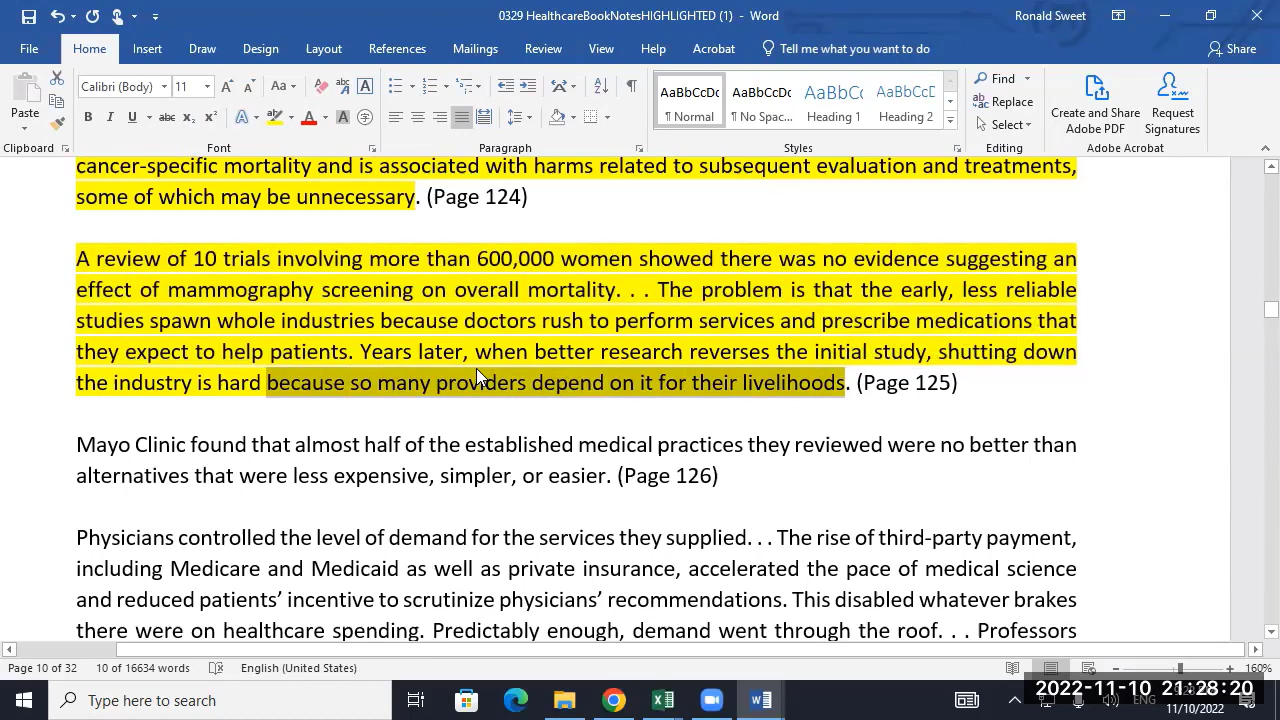 0329 HealthcareBookNotesHIGHLIGHTED (1) - Word
Ronald Sweet
File Home Insert Draw Design Layout References Mailings Review View Help Acrobat Tell me what you want to do Share
Paste
Calibri (Body) 11
Find
Replace
Select
AaBbCcDc AaBbCcDc AaBbCc AaBbCcD
¶ Normal ¶ No Spac... Heading 1 Heading 2
Create and Share Adobe PDF
Request Signatures
Clipboard Font Paragraph Styles Editing Adobe Acrobat
cancer-specific mortality and is associated with harms related to subsequent evaluation and treatments,
some of which may be unnecessary. (Page 124)
A review of 10 trials involving more than 600,000 women showed there was no evidence suggesting an
effect of mammography screening on overall mortality. . . The problem is that the early, less reliable
studies spawn whole industries because doctors rush to perform services and prescribe medications that
they expect to help patients. Years later, when better research reverses the initial study, shutting down
the industry is hard because so many providers depend on it for their livelihoods. (Page 125)
Mayo Clinic found that almost half of the established medical practices they reviewed were no better than
alternatives that were less expensive, simpler, or easier. (Page 126)
Physicians controlled the level of demand for the services they supplied. . . The rise of third-party payment,
including Medicare and Medicaid as well as private insurance, accelerated the pace of medical science
and reduced patients’ incentive to scrutinize physicians’ recommendations. This disabled whatever brakes
there were on healthcare spending. Predictably enough, demand went through the roof. . . Professors
Page 10 of 32 10 of 16634 words English (United States) 160%
Type here to search
2022-11-10 21:28:20
11/10/2022